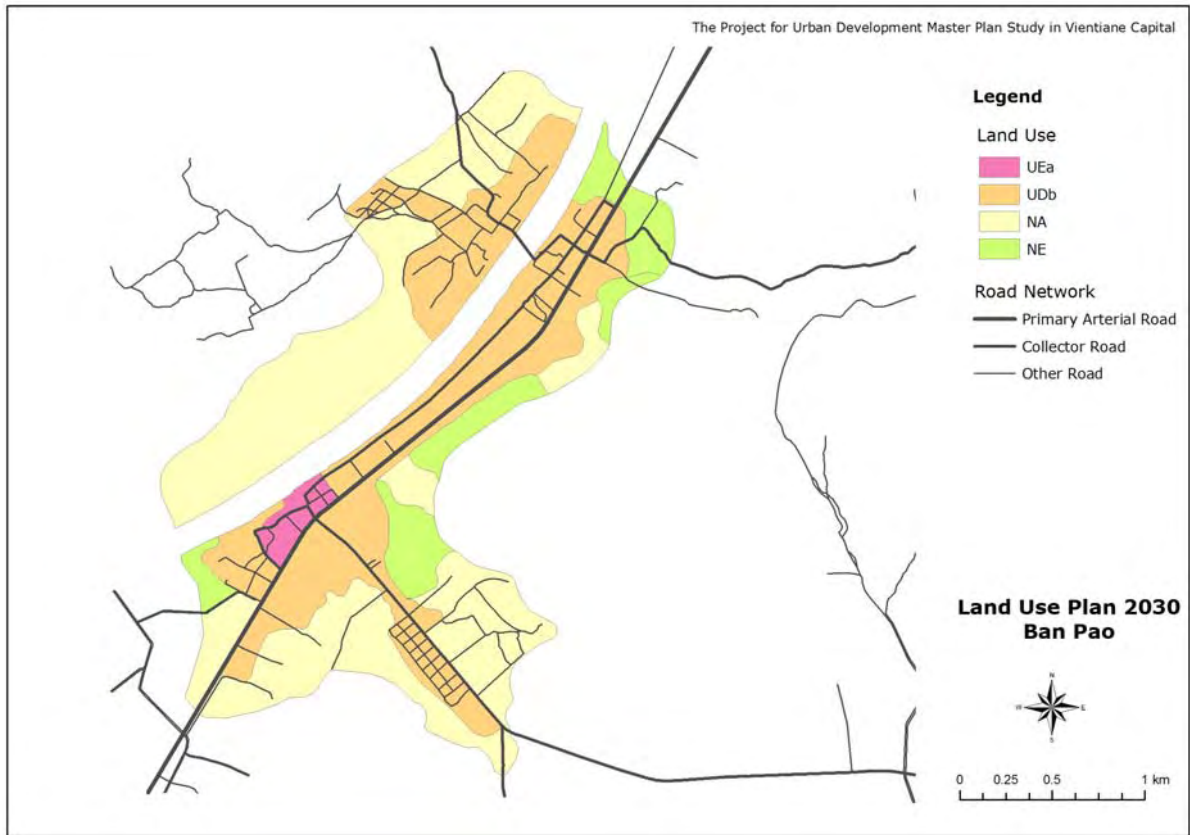 The Project for Urban Development Master Plan Study in Vientiane Capital
Legend
Land Use
UEa
UDb
NA
NE
Road Network
Primary Arterial Road
Collector Road
Other Road
Land Use Plan 2030
Ban Pao
N
W E
S
0 0.25 0.5 1 km